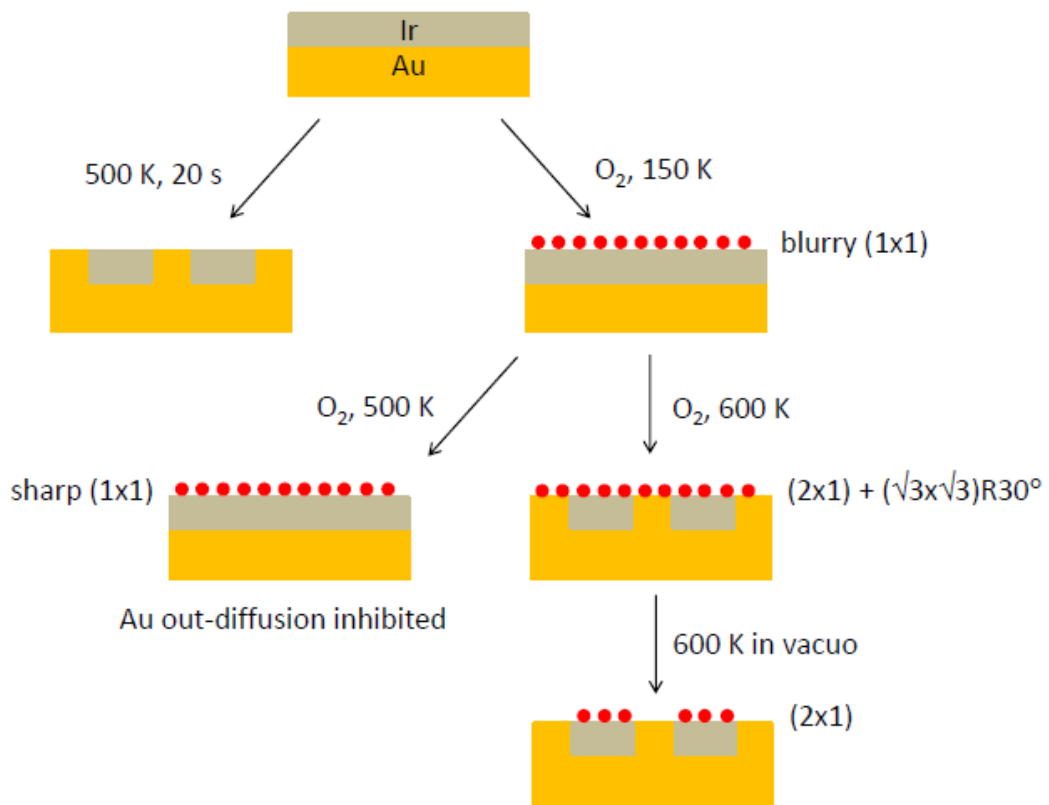 Ir
Au
500 K, 20 s
O₂, 150 K
blurry (1x1)
O₂, 500 K
O₂, 600 K
sharp (1x1)
(2x1) + (√3x√3)R30°
Au out-diffusion inhibited
600 K in vacuo
(2x1)